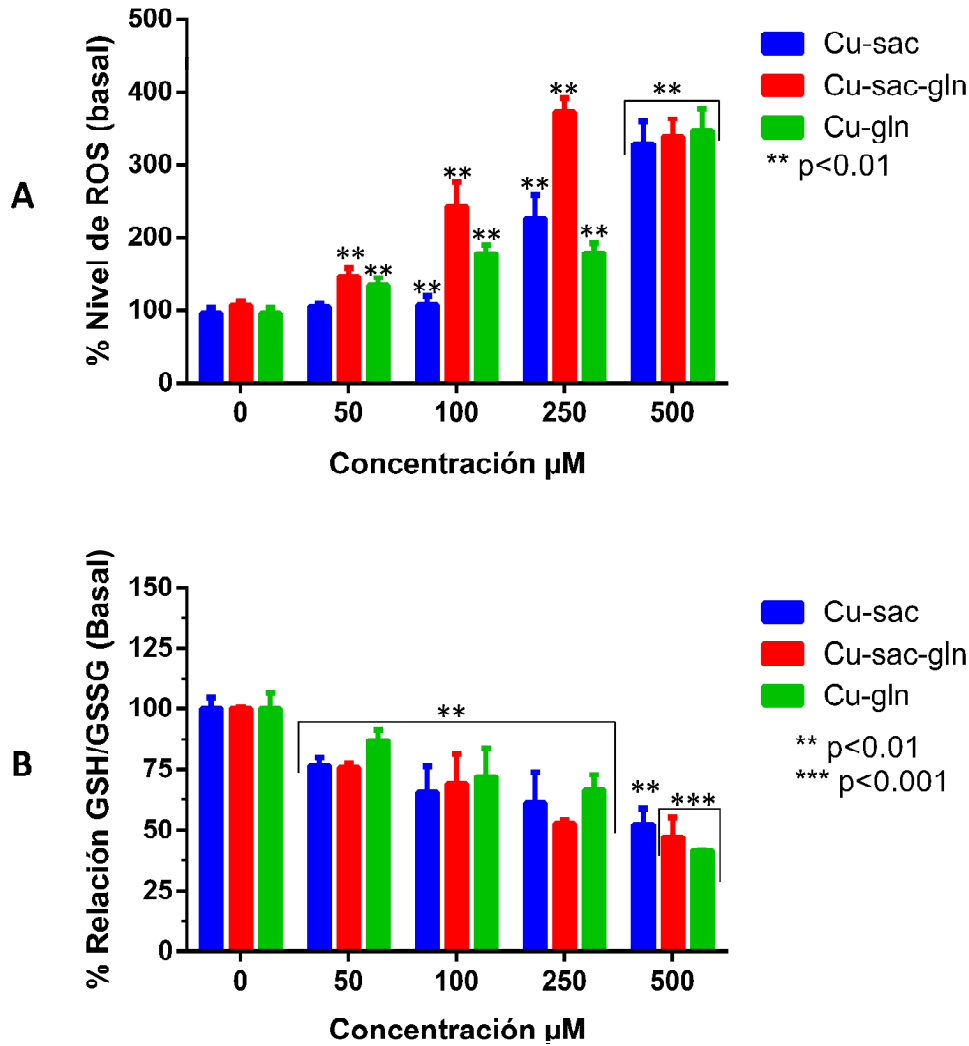 A
% Nivel de ROS (basal)
500
400
300
200
100
0
**
**
**
**
**
**
**
**
**
0
50
100
250
500
Concentración µM
Cu-sac
Cu-sac-gln
Cu-gln
** p<0.01
B
% Relación GSH/GSSG (Basal)
150
125
100
75
50
25
0
**
**
***
0
50
100
250
500
Concentración µM
Cu-sac
Cu-sac-gln
Cu-gln
** p<0.01
*** p<0.001